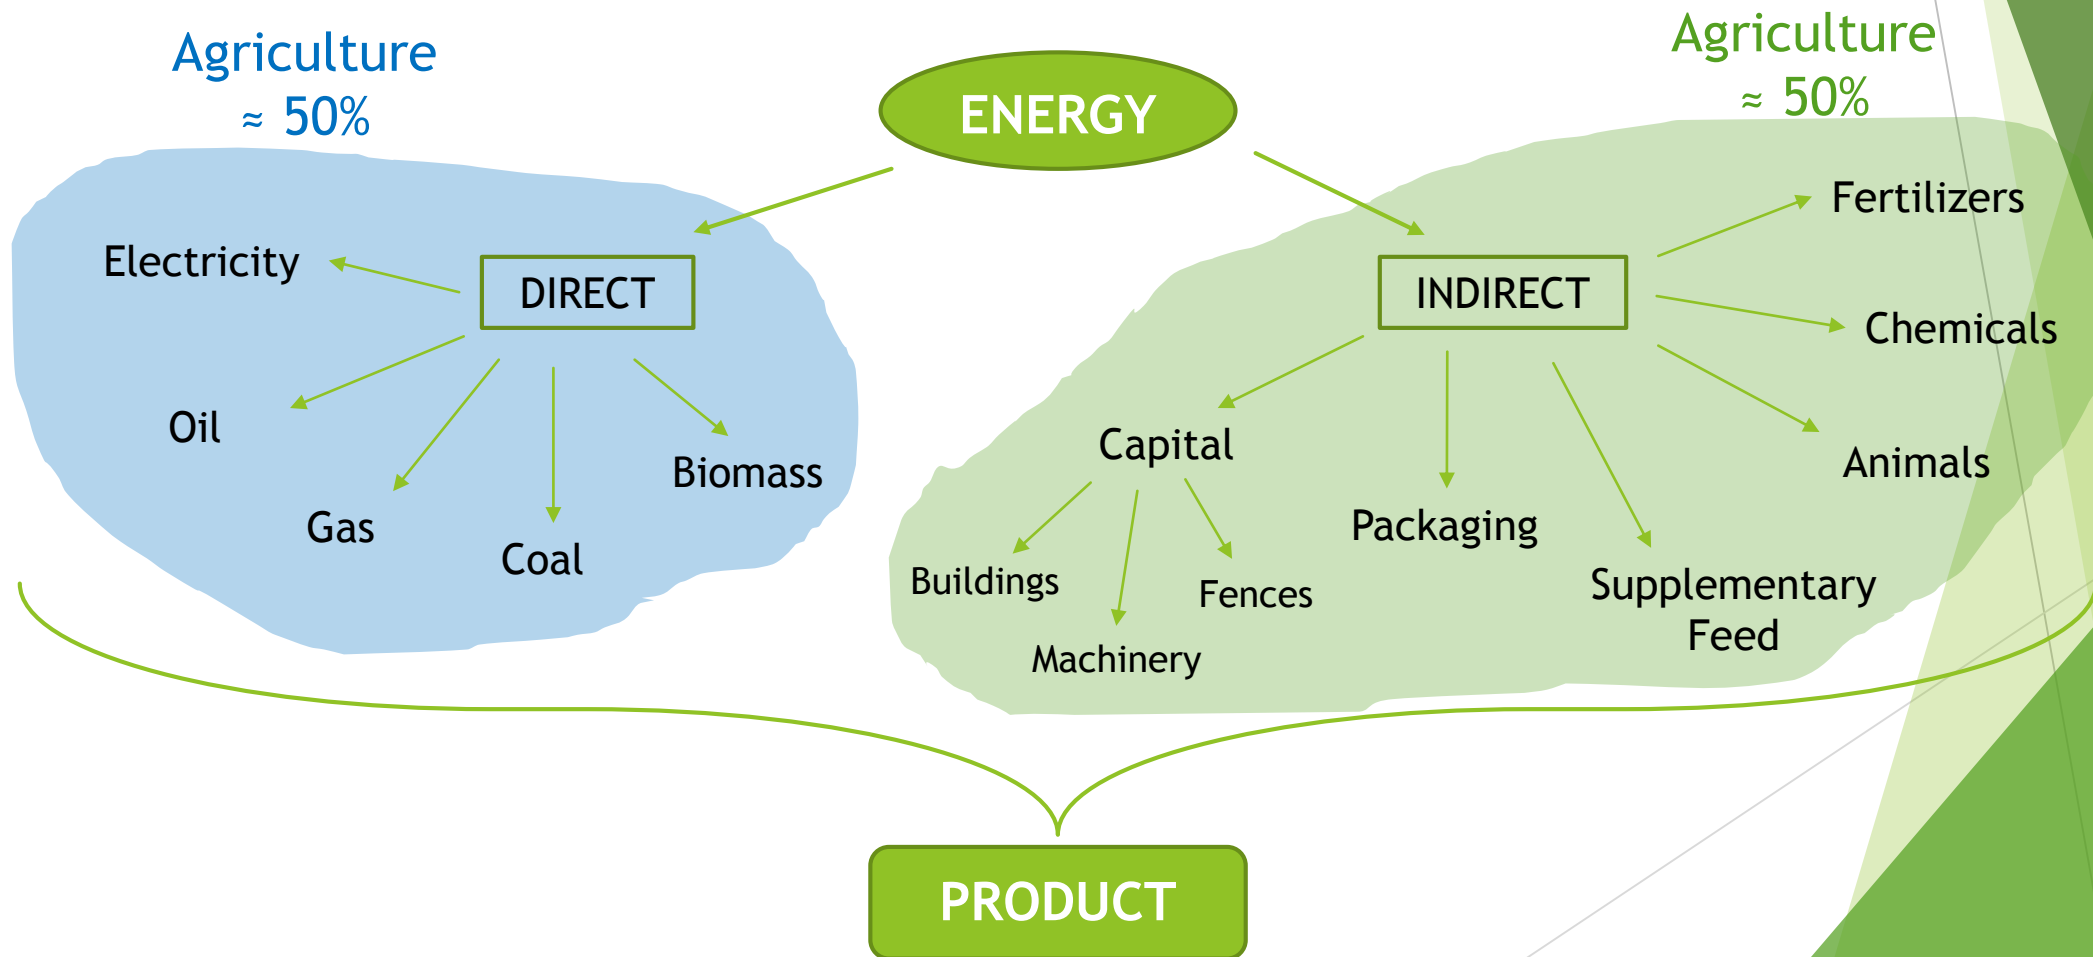 Agriculture
≈ 50%
ENERGY
Agriculture
≈ 50%
DIRECT
Electricity
Oil
Gas
Coal
Biomass
INDIRECT
Fertilizers
Chemicals
Animals
Capital
Packaging
Supplementary
Feed
Buildings
Machinery
Fences
PRODUCT